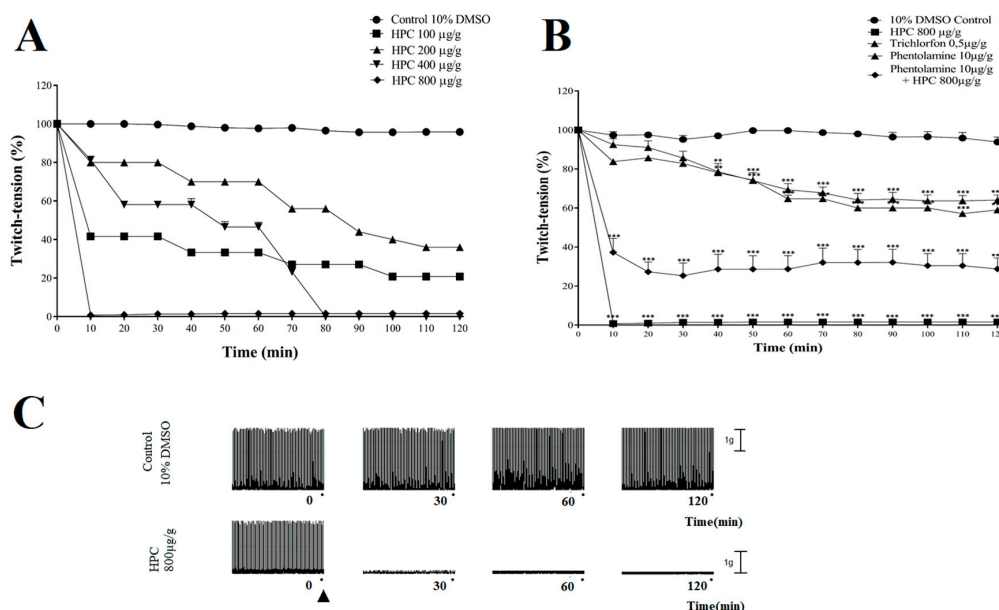 A
Control 10% DMSO
HPC 100 µg/g
HPC 200 µg/g
HPC 400 µg/g
HPC 800 µg/g
Twitch-tension (%)
120
100
80
60
40
20
0
0 10 20 30 40 50 60 70 80 90 100 110 120
Time (min)
B
10% DMSO Control
HPC 800 µg/g
Trichlorfon 0,5µg/g
Phentolamine 10µg/g
Phentolamine 10µg/g
+ HPC 800µg/g
Twitch-tension (%)
120
100
80
60
40
20
0
0 10 20 30 40 50 60 70 80 90 100 110 12
Time (min)
C
Control
10% DMSO
1g
0 30 60 120
Time(min)
HPC
800µg/g
1g
0 30 60 120
Time(min)